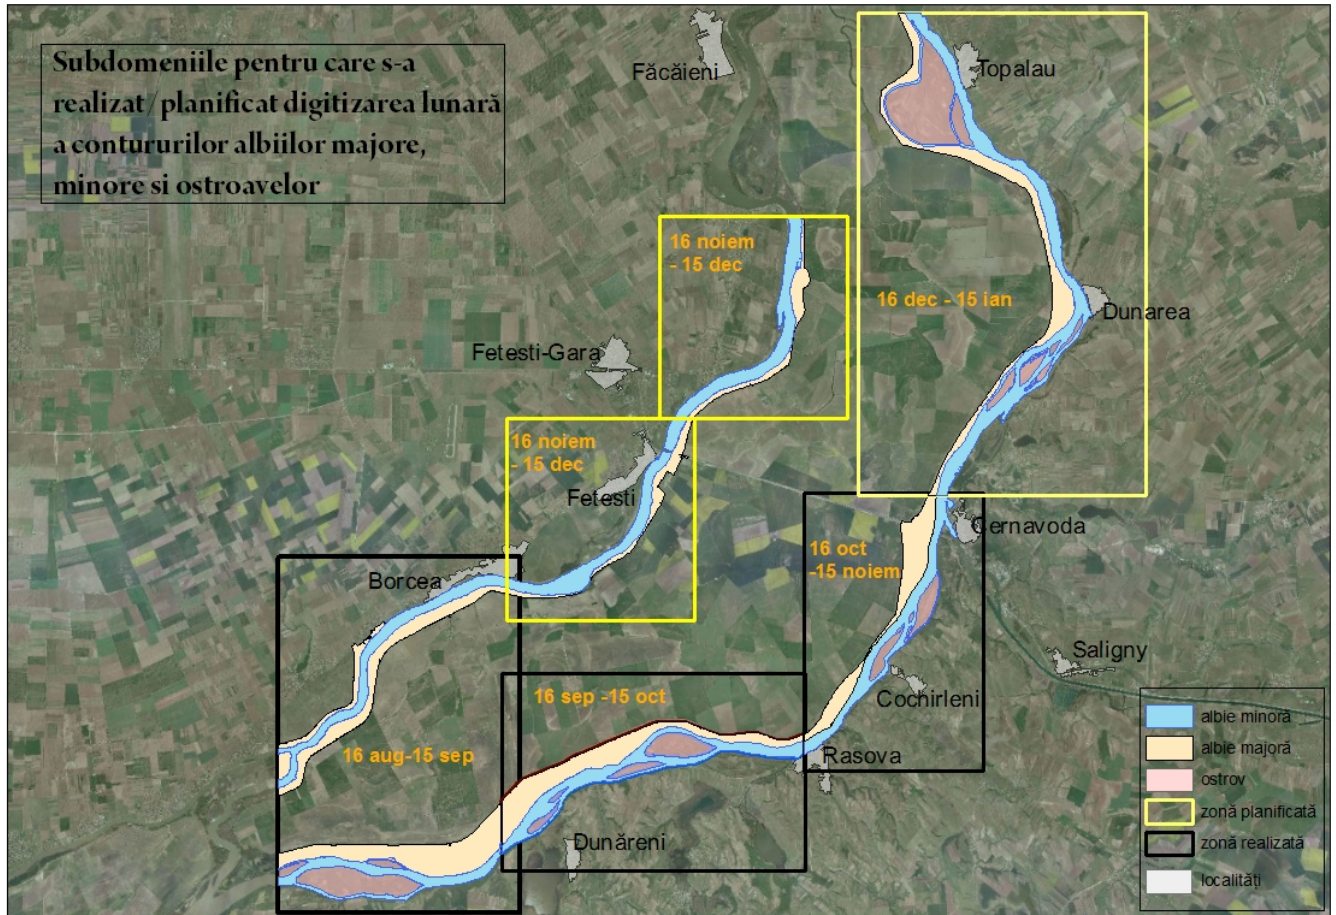 Subdomeniile pentru care s-a
realizat/planificat digitizarea lunară
a contururilor albiilor majore,
minore si ostroavelor
Făcăieni
Topalau
16 noiem
- 15 dec
16 dec - 15 ian
Dunarea
Fetesti-Gara
16 noiem
- 15 dec
Fetesti
Cernavoda
16 oct
-15 noiem
Borcea
Saligny
Cochirleni
16 sep -15 oct
16 aug-15 sep
Rasova
Dunăreni
albie minoră
albie majoră
ostrov
zonă planificată
zonă realizată
localități